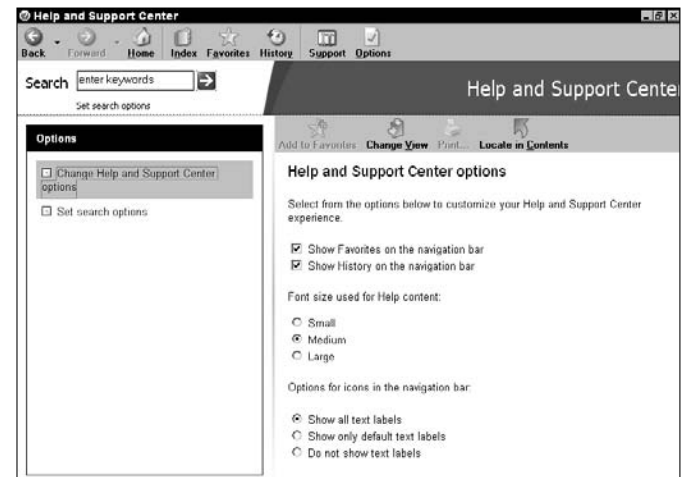 Help and Support Center
Back Forward Home Index Favorites History Support Options
Search enter keywords
Set search options
Help and Support Cente
Options
Add to Favorites Change View Print... Locate in Contents
Change Help and Support Center
options
Set search options
Help and Support Center options
Select from the options below to customize your Help and Support Center
experience.
Show Favorites on the navigation bar
Show History on the navigation bar
Font size used for Help content:
Small
Medium
Large
Options for icons in the navigation bar:
Show all text labels
Show only default text labels
Do not show text labels